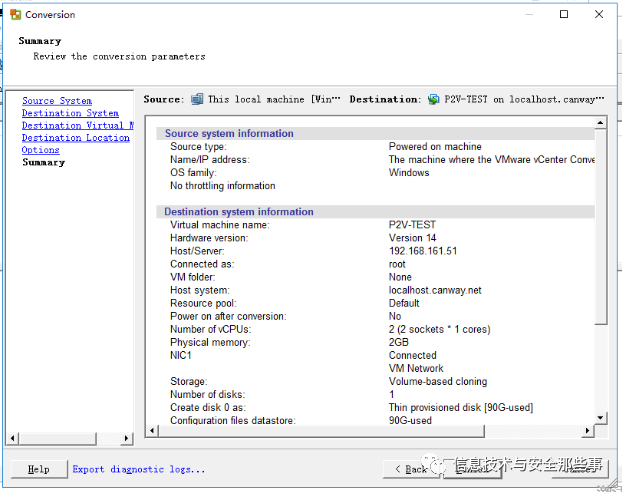 Conversion
Summary
Review the conversion parameters
Source System
Destination System
Destination Virtual M
Destination Location
Options
Summary
Source: This local machine [Win… Destination: P2V-TEST on localhost.canway…
Source system information
Source type: Powered on machine
Name/IP address: The machine where the VMware vCenter Conve
OS family: Windows
No throttling information
Destination system information
Virtual machine name: P2V-TEST
Hardware version: Version 14
Host/Server: 192.168.161.51
Connected as: root
VM folder: None
Host system: localhost.canway.net
Resource pool: Default
Power on after conversion: No
Number of vCPUs: 2 (2 sockets * 1 cores)
Physical memory: 2GB
NIC1 Connected
VM Network
Storage: Volume-based cloning
Number of disks: 1
Create disk 0 as: Thin provisioned disk [90G-used]
Configuration files datastore: 90G-used
Help Export diagnostic logs... < Back
信息技术与安全那些事